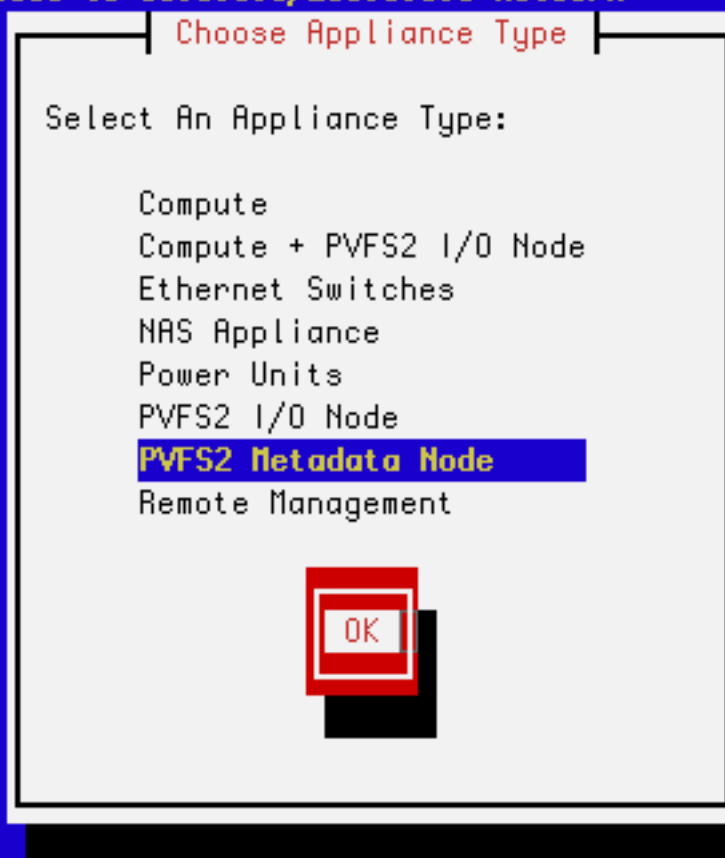 Choose Appliance Type
Select An Appliance Type:
Compute
Compute + PVFS2 I/O Node
Ethernet Switches
NAS Appliance
Power Units
PVFS2 I/O Node
PVFS2 Metadata Node
Remote Management
OK